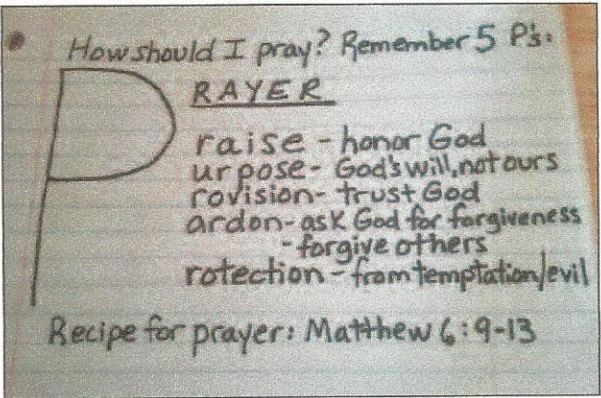 How should I pray? Remember 5 P's:
P
RAYER
raise - honor God
urpose - God's will, not ours
rovision - trust God
ardon - ask God for forgiveness
- forgive others
rotection - from temptation/evil
Recipe for prayer: Matthew 6:9-13